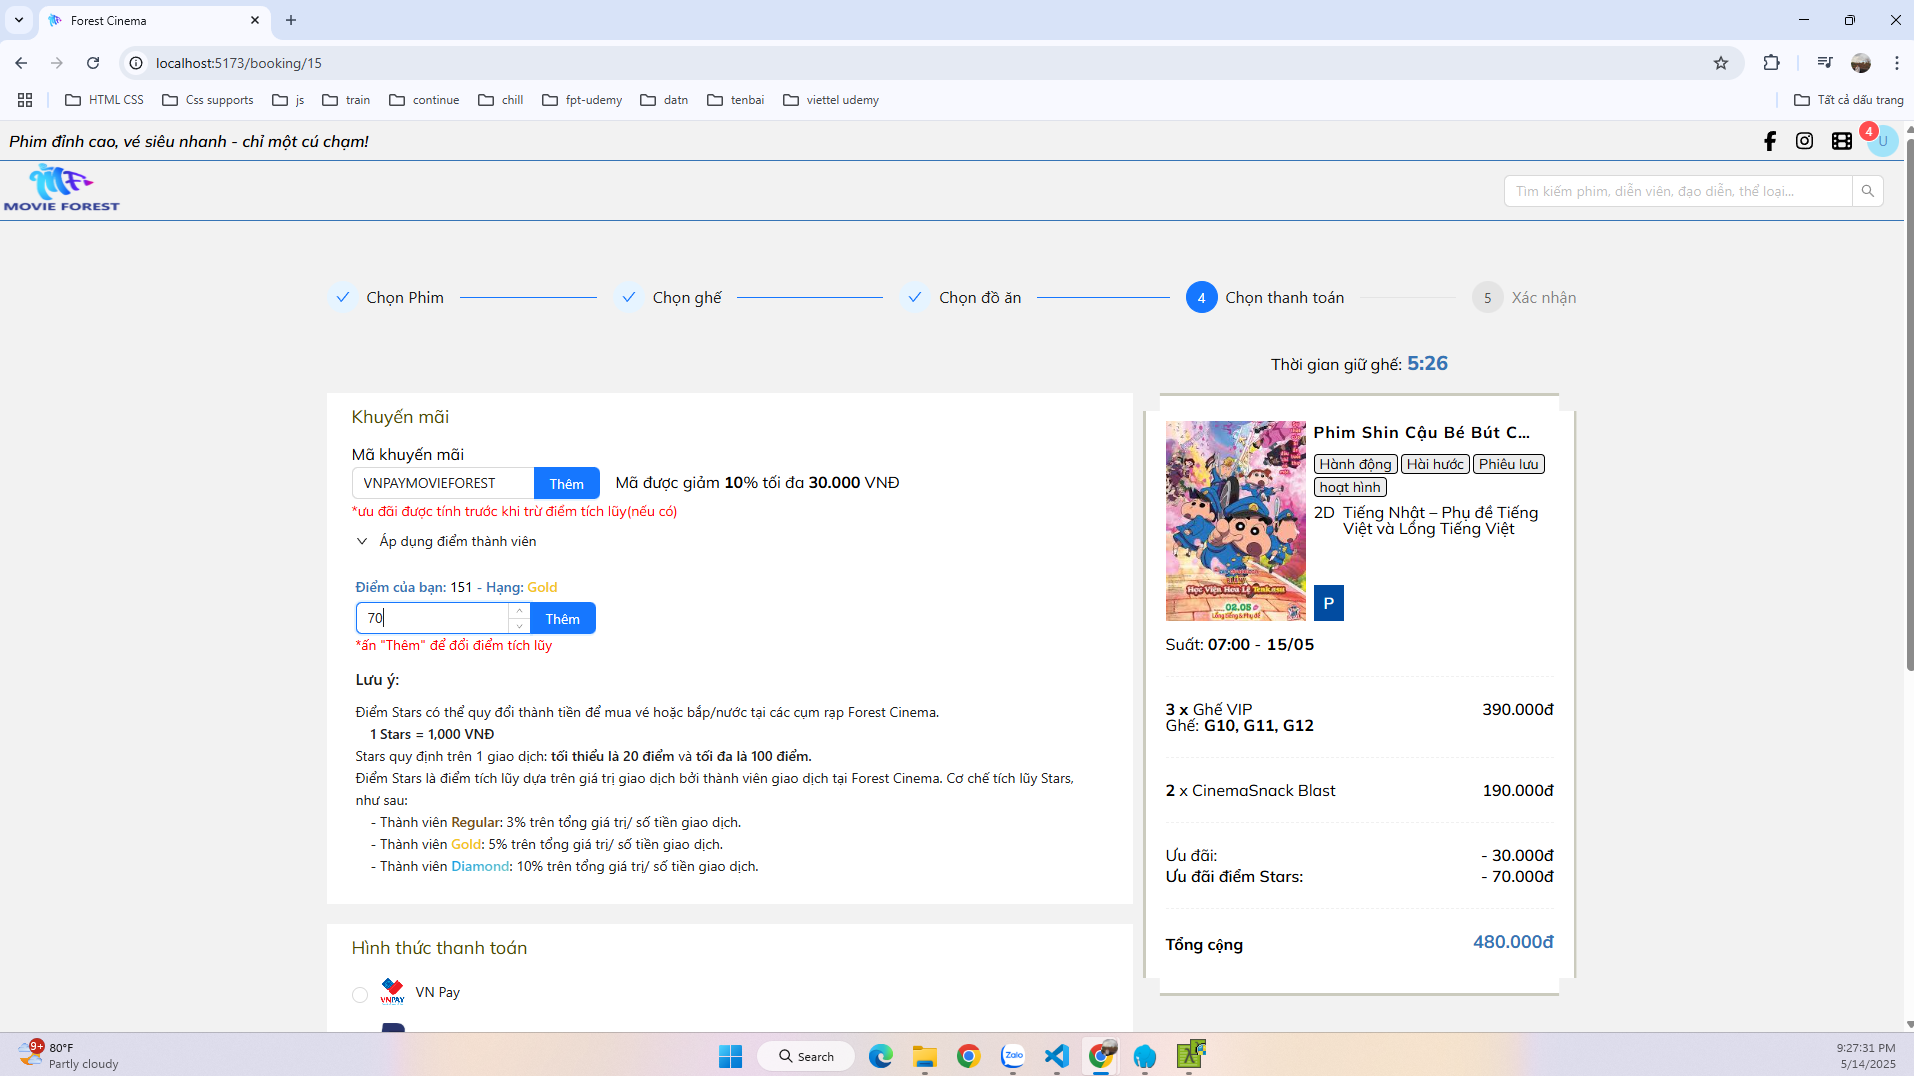 Forest Cinema
localhost:5173/booking/15
HTML CSS
Css supports
js
train
continue
chill
fpt-udemy
datn
tenbai
viettel udemy
Tất cả dấu trang
Phim đỉnh cao, vé siêu nhanh - chỉ một cú chạm!
4
U
MOVIE FOREST
Tìm kiếm phim, diễn viên, đạo diễn, thể loại...
Chọn Phim
Chọn ghế
Chọn đồ ăn
4 Chọn thanh toán
5 Xác nhận
Thời gian giữ ghế: 5:26
Khuyến mãi
Mã khuyến mãi
VNPAYMOVIEFOREST
Thêm
Mã được giảm 10% tối đa 30.000 VNĐ
*ưu đãi được tính trước khi trừ điểm tích lũy(nếu có)
Áp dụng điểm thành viên
Điểm của bạn: 151 - Hạng: Gold
70
Thêm
*ấn "Thêm" để đổi điểm tích lũy
Lưu ý:
Điểm Stars có thể quy đổi thành tiền để mua vé hoặc bắp/nước tại các cụm rạp Forest Cinema.
1 Stars = 1,000 VNĐ
Stars quy định trên 1 giao dịch: tối thiểu là 20 điểm và tối đa là 100 điểm.
Điểm Stars là điểm tích lũy dựa trên giá trị giao dịch bởi thành viên giao dịch tại Forest Cinema. Cơ chế tích lũy Stars,
như sau:
- Thành viên Regular: 3% trên tổng giá trị/ số tiền giao dịch.
- Thành viên Gold: 5% trên tổng giá trị/ số tiền giao dịch.
- Thành viên Diamond: 10% trên tổng giá trị/ số tiền giao dịch.
Hình thức thanh toán
VNPAY
VN Pay
Phim Shin Cậu Bé Bút C...
Hành động
Hài hước
Phiêu lưu
hoạt hình
2D Tiếng Nhật – Phụ đề Tiếng
Việt và Lồng Tiếng Việt
Học Viện Hoa Lệ Tenkasu
02.05
Lồng tiếng & Phụ đề
P
Suất: 07:00 - 15/05
3 x Ghế VIP 390.000đ
Ghế: G10, G11, G12
2 x CinemaSnack Blast 190.000đ
Ưu đãi: - 30.000đ
Ưu đãi điểm Stars: - 70.000đ
Tổng cộng 480.000đ
9+
80°F
Partly cloudy
Search
Zalo
9:27:31 PM
5/14/2025